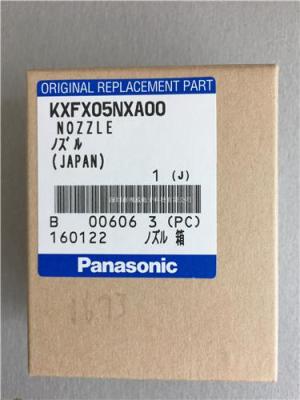 ORIGINAL REPLACEMENT PART
KXFX05NXA00
NOZZLE
ノズル
(JAPAN)
1 (J)
B 00606 3 (PC)
160122 ノズル 箱
Panasonic
1673